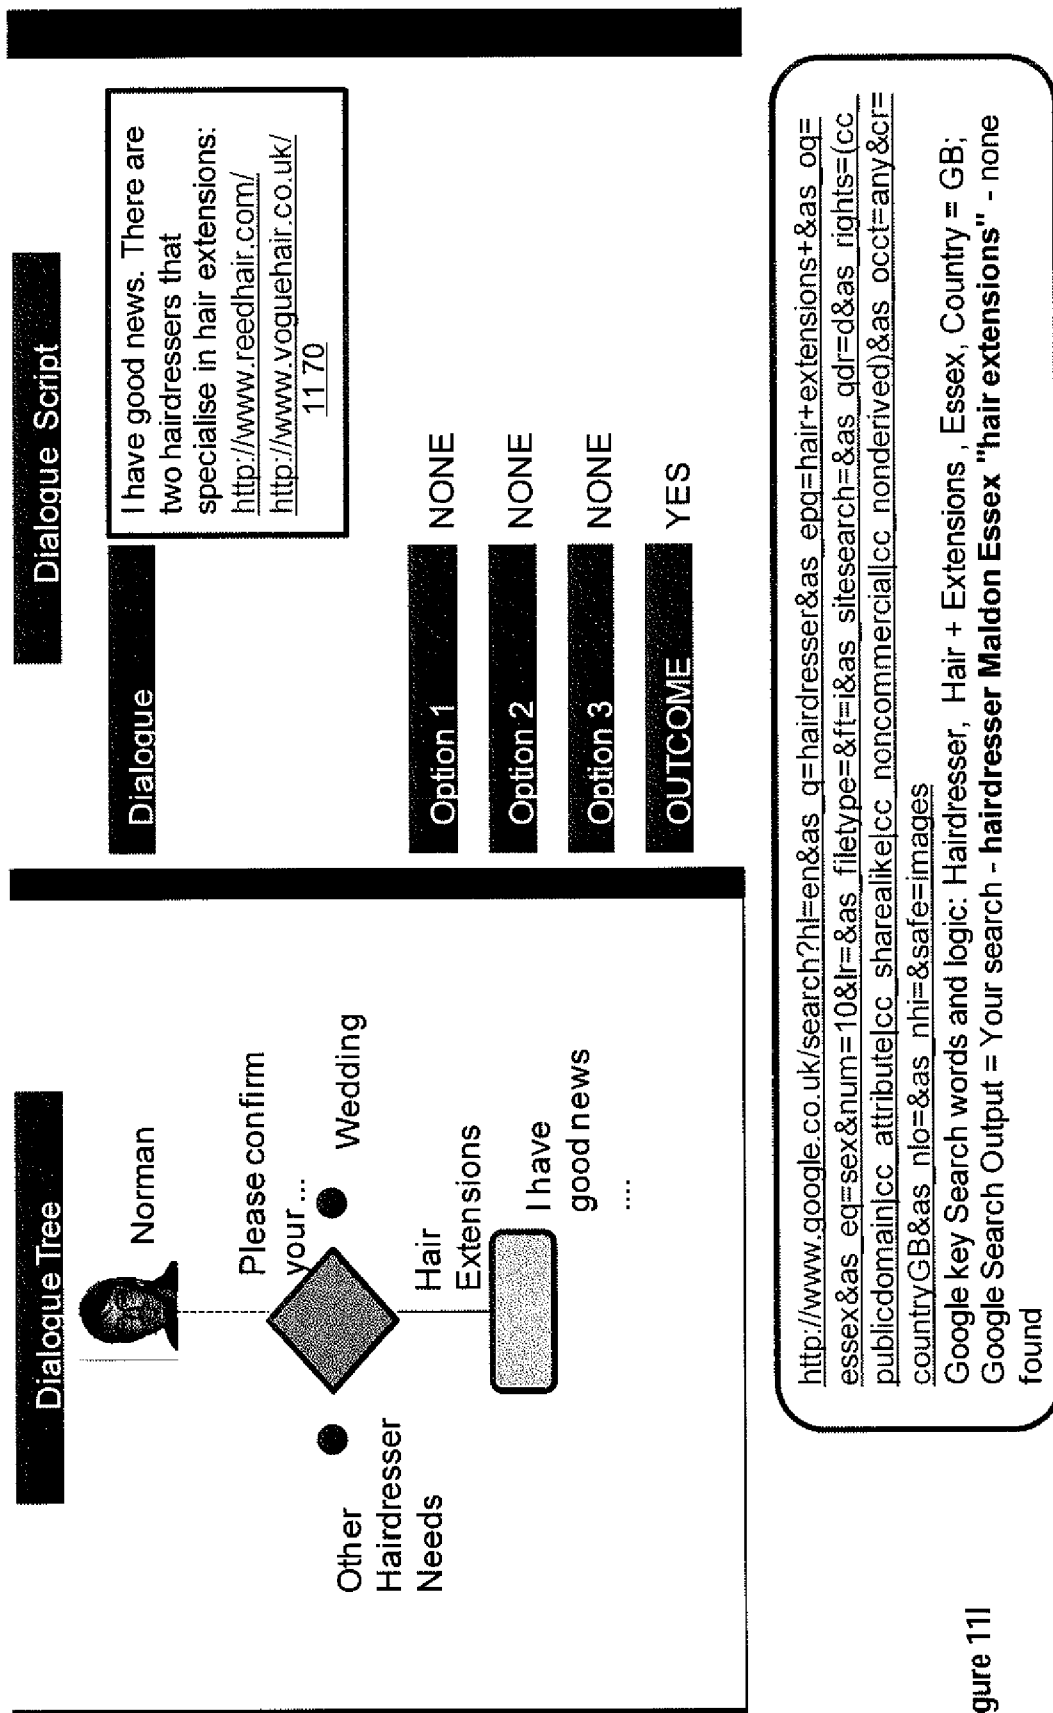 Dialogue Tree
Norman
Please confirm
your ...
Other
Hairdresser
Needs
Wedding
Hair
Extensions
I have
good news
....
Dialogue Script
Dialogue
I have good news. There are
two hairdressers that
specialise in hair extensions:
http://www.reedhair.com/
http://www.voguehair.co.uk/
11 70
Option 1 NONE
Option 2 NONE
Option 3 NONE
OUTCOME YES
http://www.google.co.uk/search?hl=en&as_q=hairdresser&as_epq=hair+extensions+&as_oq=
essex&as_eq=sex&num=10&lr=&as_filetype=&ft=i&as_sitesearch=&as_qdr=d&as_rights=(cc_
publicdomain|cc_attribute|cc_sharealike|cc_noncommercial|cc_nonderived)&as_occt=any&cr=
countryGB&as_nlo=&as_nhi=&safe=images
Google key Search words and logic: Hairdresser, Hair + Extensions , Essex, Country = GB;
Google Search Output = Your search - hairdresser Maldon Essex "hair extensions" - none
found
gure 11I